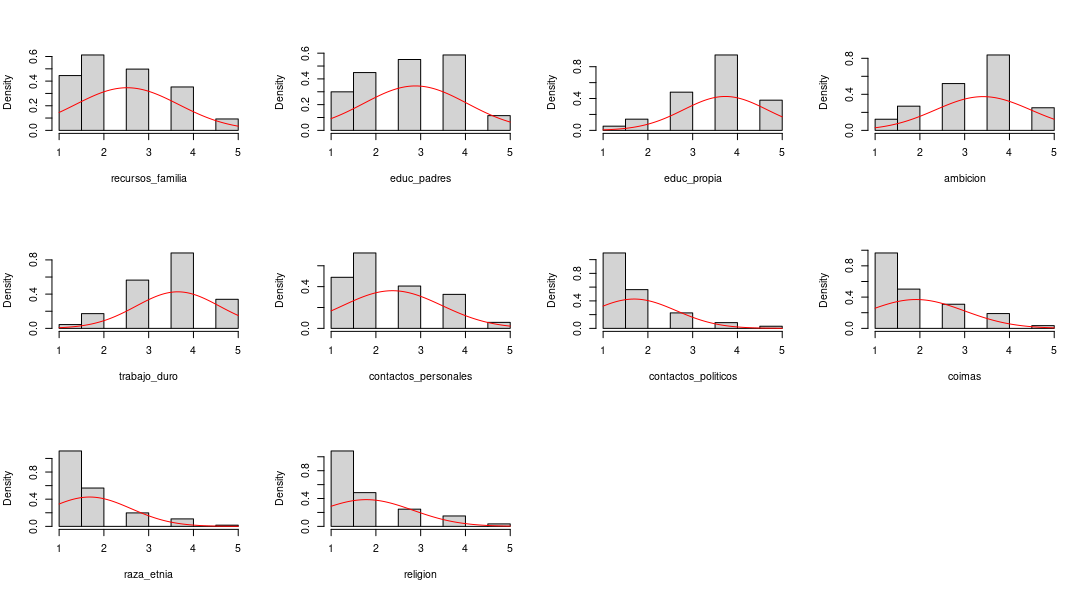 Density
0.0 0.2 0.4 0.6
1 2 3 4 5
recursos_familia
Density
0.0 0.2 0.4 0.6
1 2 3 4 5
educ_padres
Density
0.0 0.4 0.8
1 2 3 4 5
educ_propia
Density
0.0 0.4 0.8
1 2 3 4 5
ambicion
Density
0.0 0.4 0.8
1 2 3 4 5
trabajo_duro
Density
0.0 0.4
1 2 3 4 5
contactos_personales
Density
0.0 0.4 0.8
1 2 3 4 5
contactos_politicos
Density
0.0 0.4 0.8
1 2 3 4 5
coimas
Density
0.0 0.4 0.8
1 2 3 4 5
raza_etnia
Density
0.0 0.4 0.8
1 2 3 4 5
religion